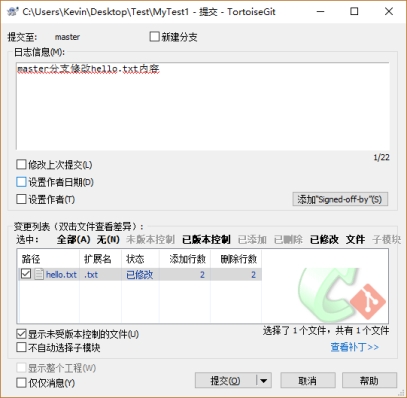 C:\Users\Kevin\Desktop\Test\MyTest1 - 提交 - TortoiseGit
提交至: master 新建分支
日志信息(M):
master分支修改hello.txt内容
1/22
修改上次提交(L)
设置作者日期(D)
设置作者(T) 添加"Signed-off-by"(S)
变更列表（双击文件查看差异）:
选中: 全部(A) 无(N) 未版本控制 已版本控制 已添加 已删除 已修改 文件 子模块
路径 扩展名 状态 添加行数 删除行数
hello.txt .txt 已修改 2 2
显示未受版本控制的文件(U) 选择了 1 个文件，共有 1 个文件
不自动选择子模块 查看补丁>>
显示整个工程(W)
仅仅消息(Y) 提交(O) 取消 帮助